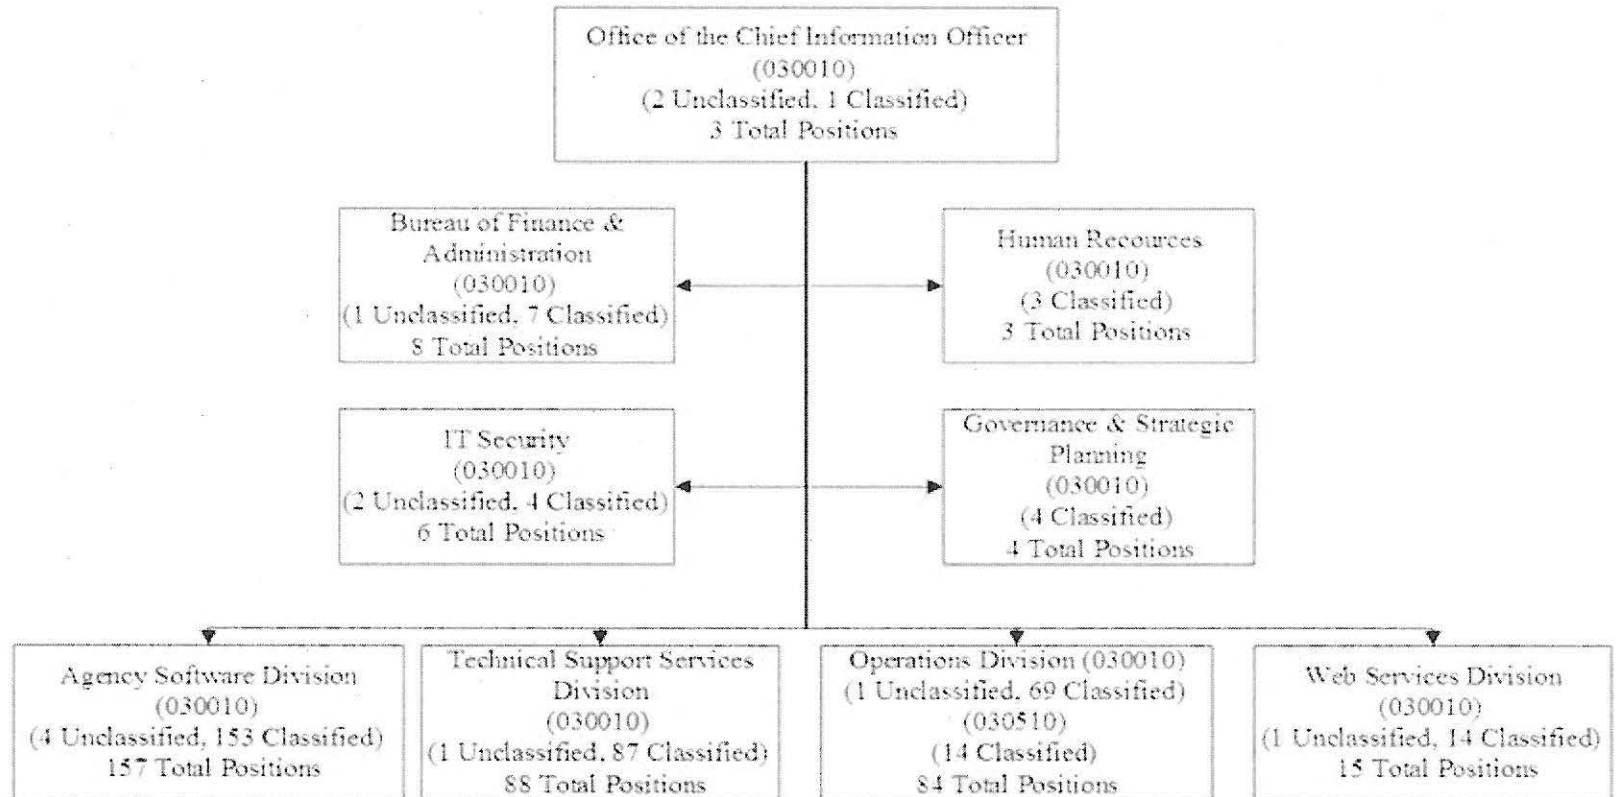 Office of the Chief Information Officer
(030010)
(2 Unclassified, 1 Classified)
3 Total Positions
Bureau of Finance &
Administration
(030010)
(1 Unclassified, 7 Classified)
8 Total Positions
Human Recources
(030010)
(3 Classified)
3 Total Positions
IT Security
(030010)
(2 Unclassified, 4 Classified)
6 Total Positions
Governance & Strategic
Planning
(030010)
(4 Classified)
4 Total Positions
Agency Software Division
(030010)
(4 Unclassified, 153 Classified)
157 Total Positions
Technical Support Services
Division
(030010)
(1 Unclassified, 87 Classified)
88 Total Positions
Operations Division (030010)
(1 Unclassified, 69 Classified)
(030510)
(14 Classified)
84 Total Positions
Web Services Division
(030010)
(1 Unclassified, 14 Classified)
15 Total Positions